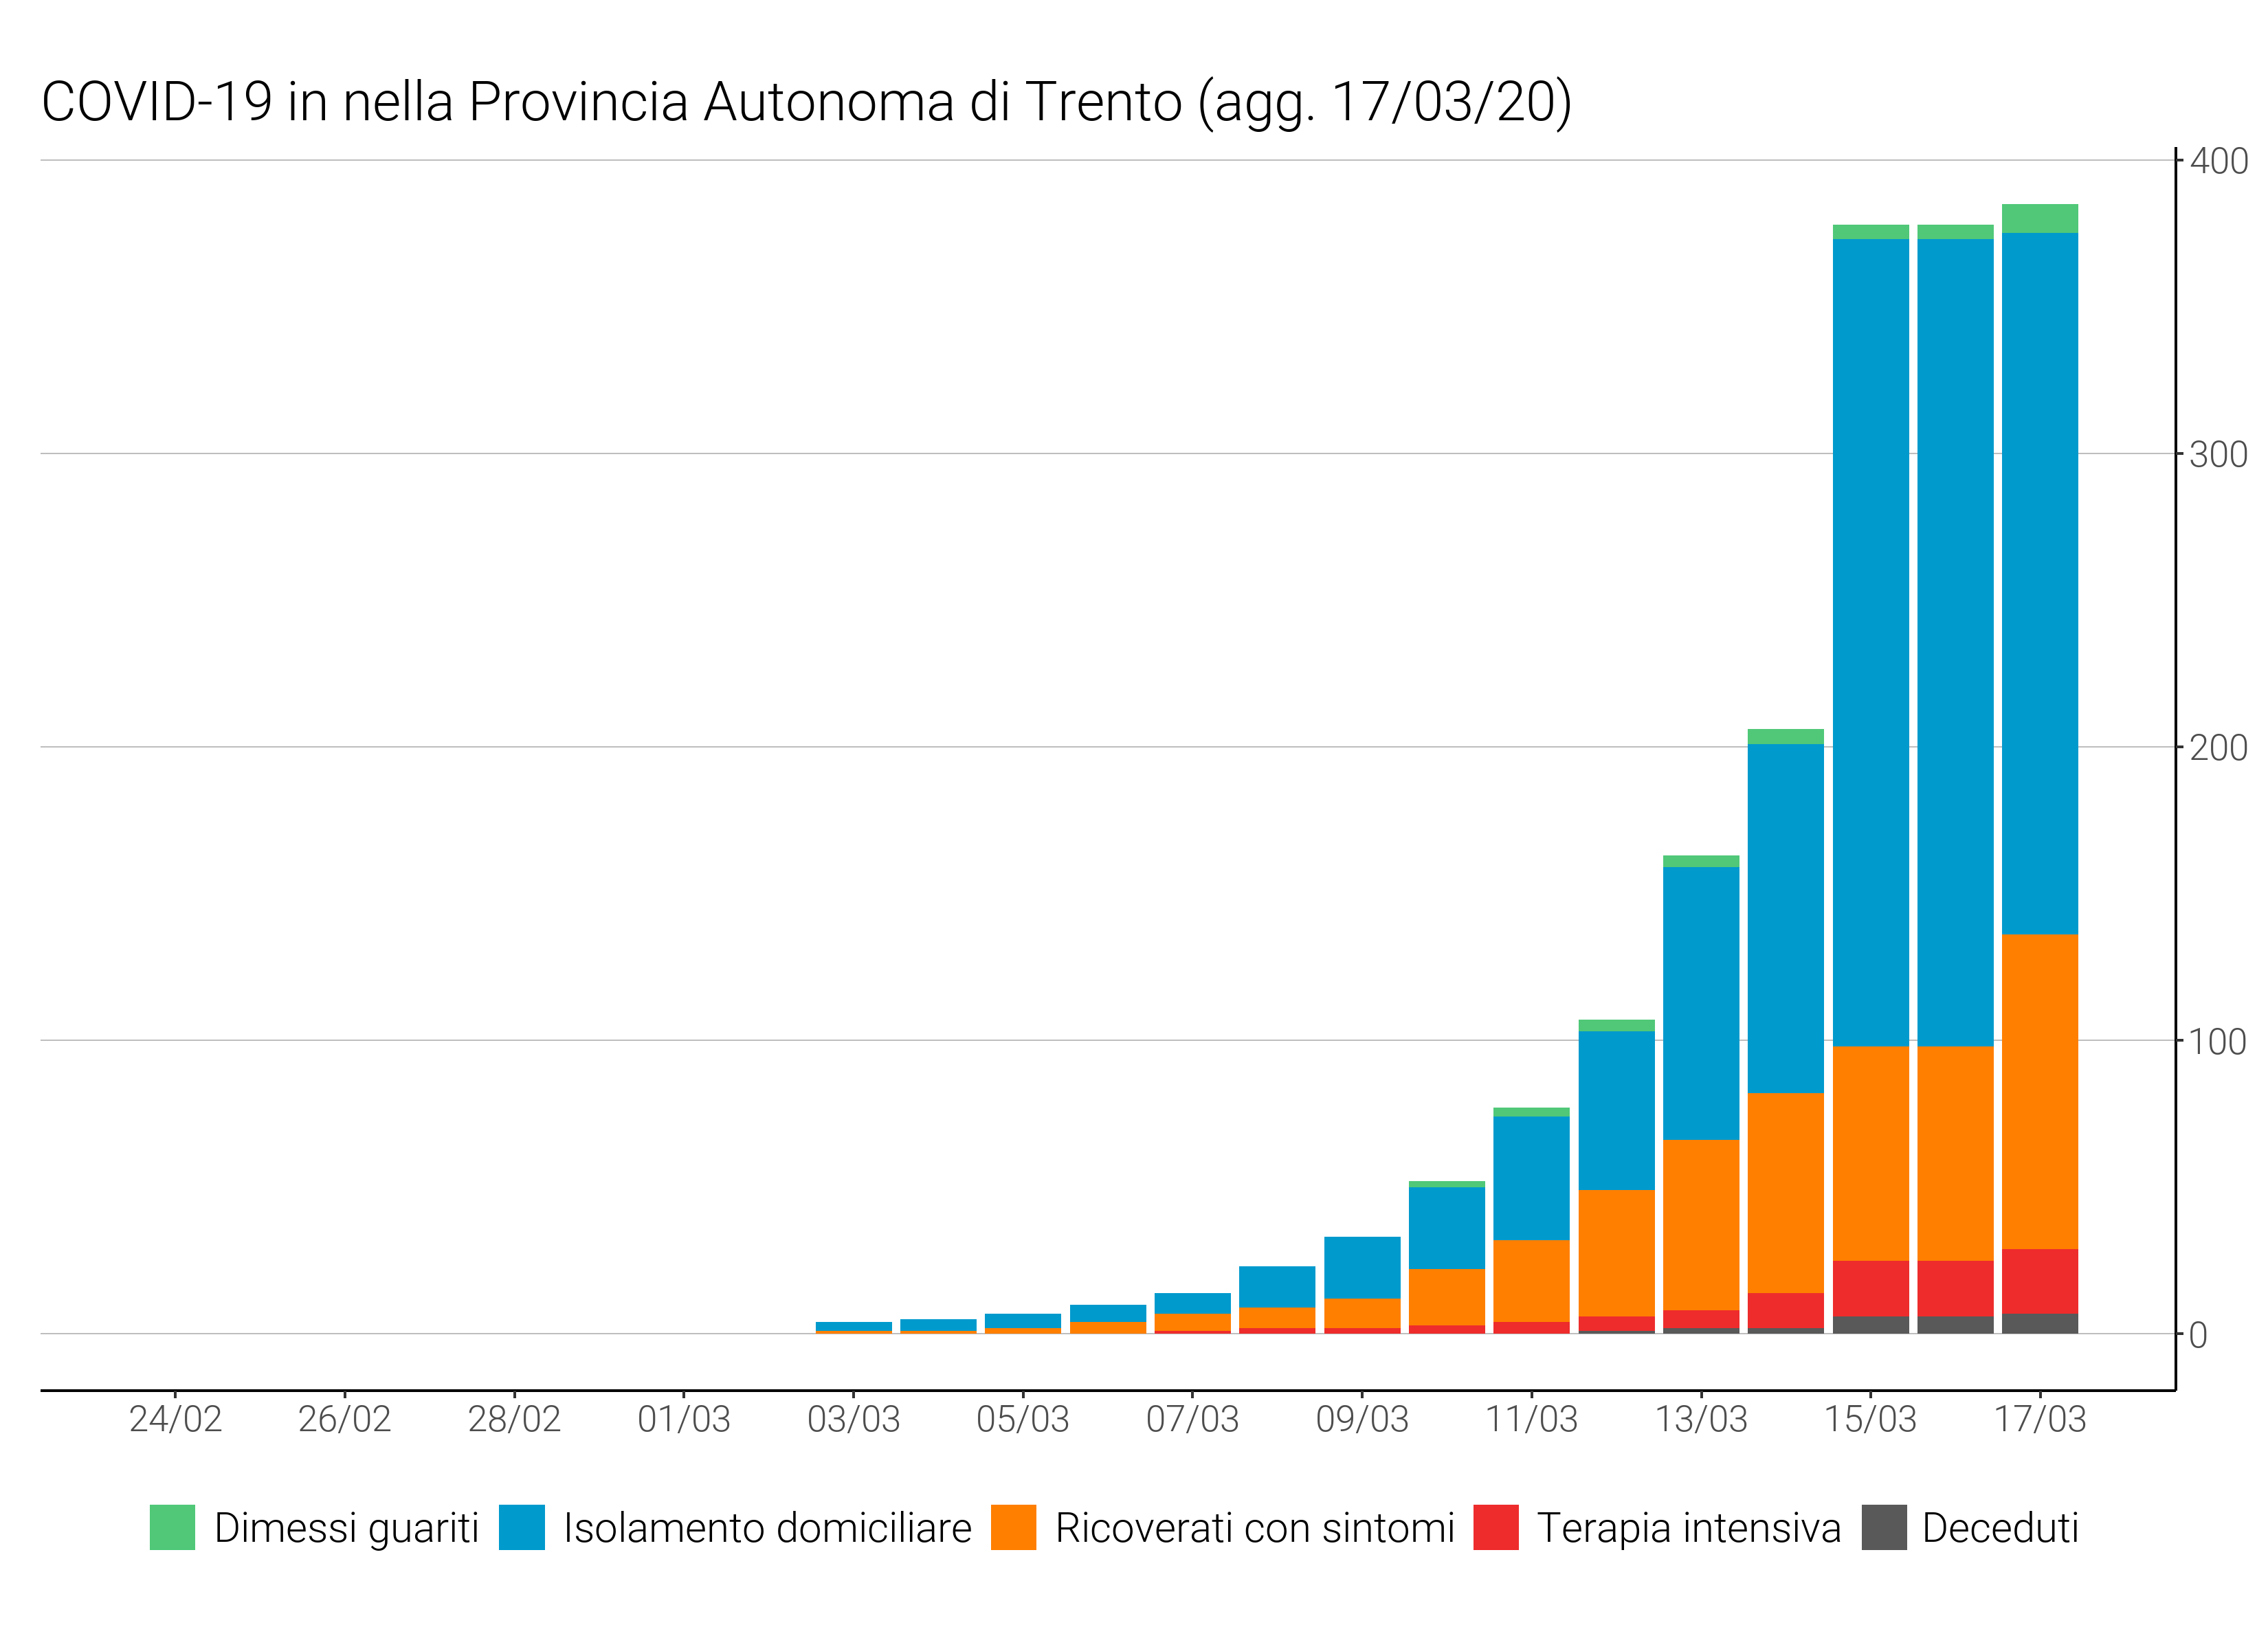 COVID-19 in nella Provincia Autonoma di Trento (agg. 17/03/20)
400
300
200
100
0
24/02 26/02 28/02 01/03 03/03 05/03 07/03 09/03 11/03 13/03 15/03 17/03
Dimessi guariti Isolamento domiciliare Ricoverati con sintomi Terapia intensiva Deceduti